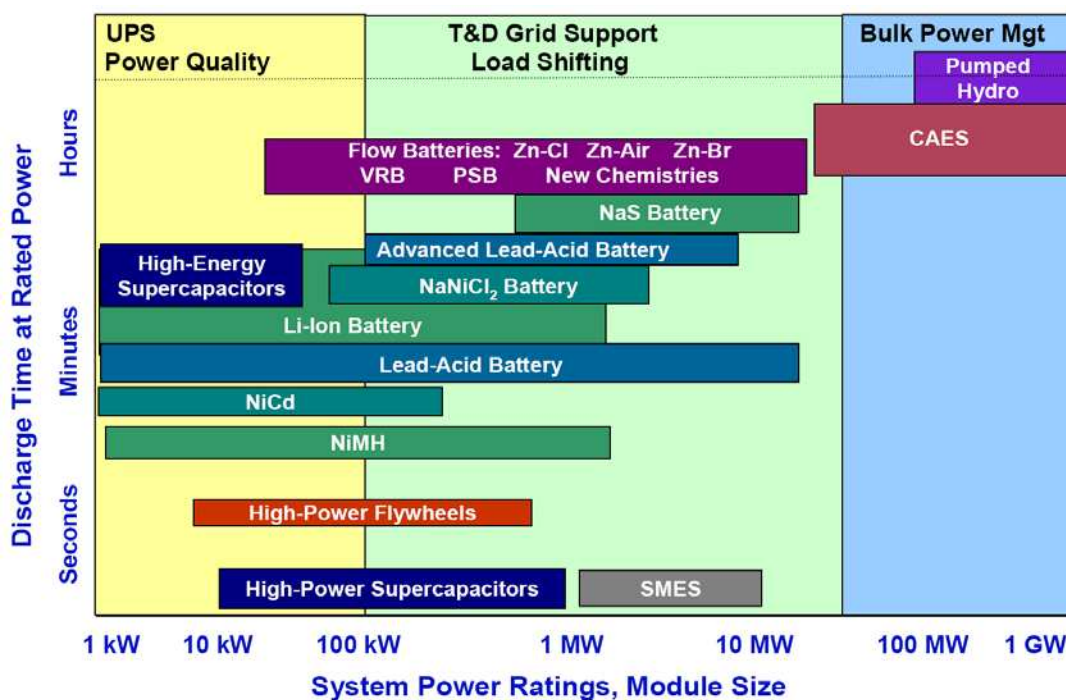 UPS
Power Quality
T&D Grid Support
Load Shifting
Bulk Power Mgt
Pumped
Hydro
CAES
Flow Batteries: Zn-Cl Zn-Air Zn-Br
VRB PSB New Chemistries
NaS Battery
Advanced Lead-Acid Battery
High-Energy
Supercapacitors
NaNiCl₂ Battery
Li-Ion Battery
Lead-Acid Battery
NiCd
NiMH
High-Power Flywheels
High-Power Supercapacitors
SMES
Discharge Time at Rated Power
Hours
Minutes
Seconds
1 kW 10 kW 100 kW 1 MW 10 MW 100 MW 1 GW
System Power Ratings, Module Size